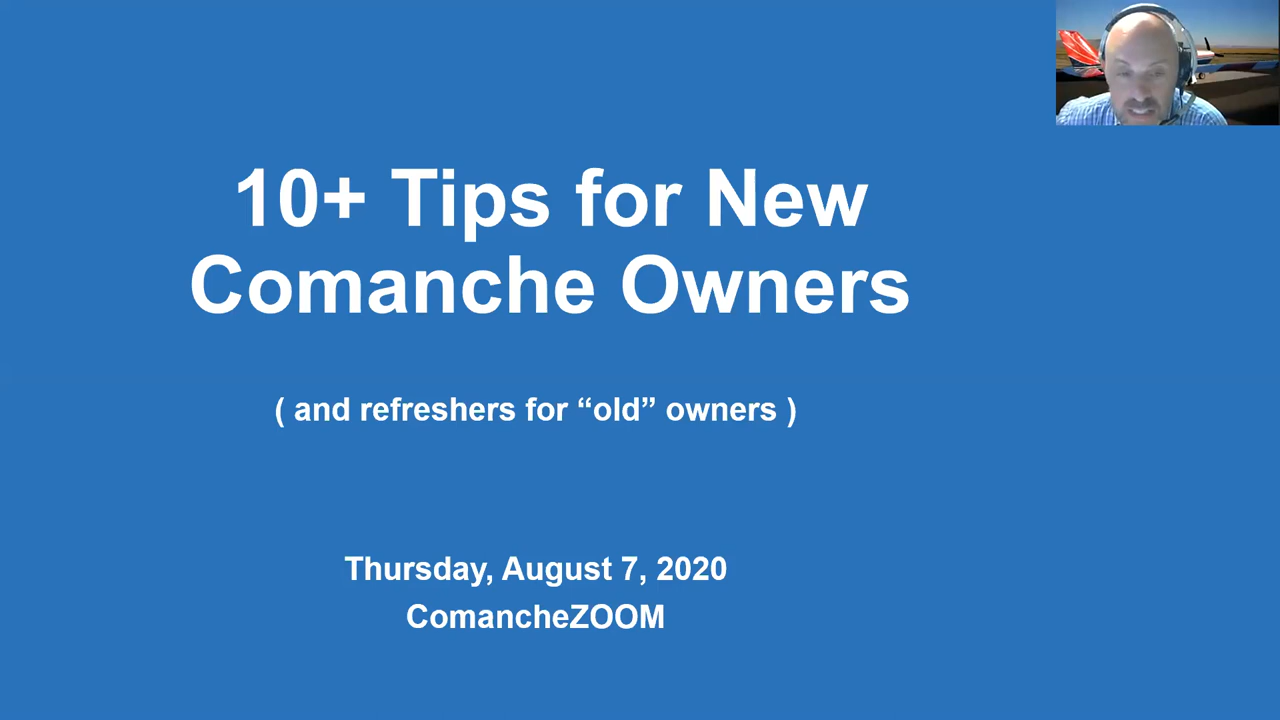 10+ Tips for New
Comanche Owners
( and refreshers for “old” owners )
Thursday, August 7, 2020
ComancheZOOM